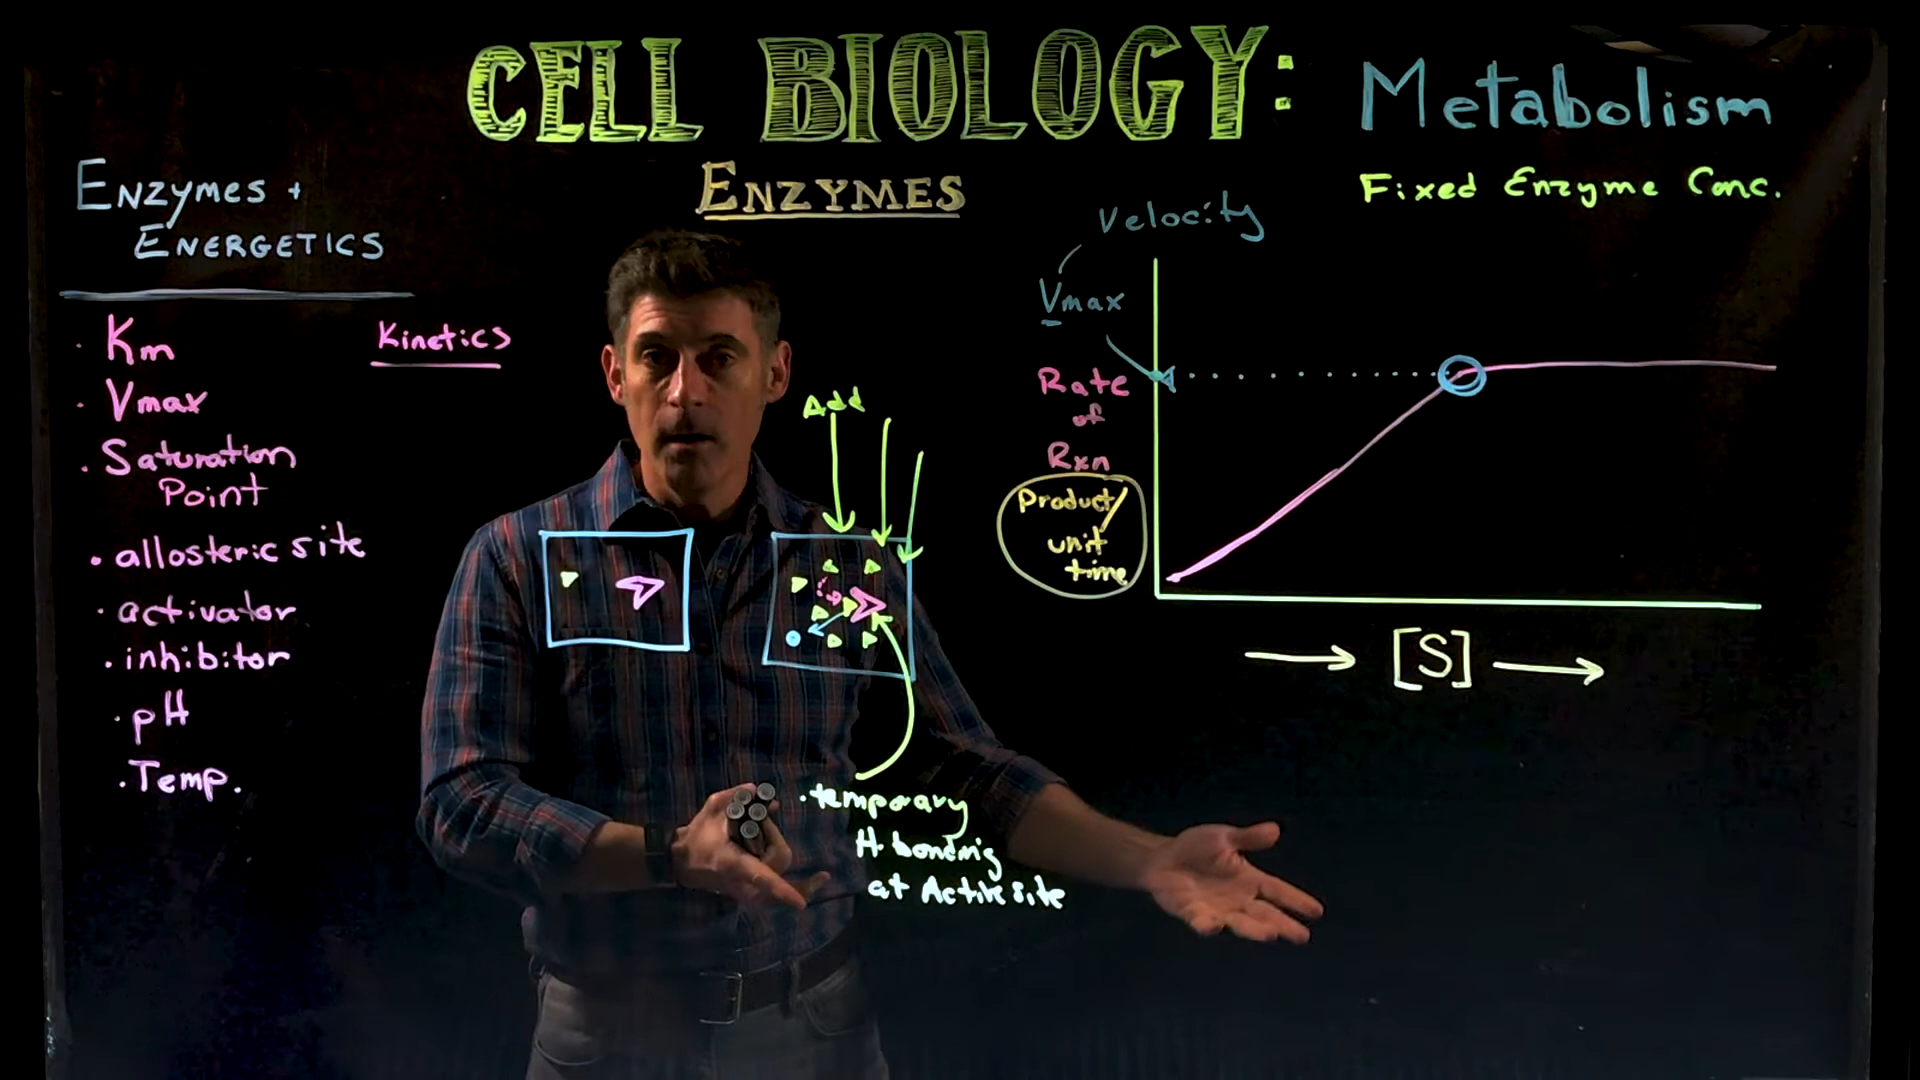 CELL BIOLOGY: Metabolism
ENZYMES +
ENERGETICS
· Km
· Vmax
· Saturation
Point
· allosteric site
· activator
· inhibitor
· pH
· Temp.
Kinetics
ENZYMES
Add
· temporary
H-bonding
at Active site
Fixed Enzyme Conc.
Velocity
Vmax
Rate
of
Rxn
Product/
unit
time
[S]